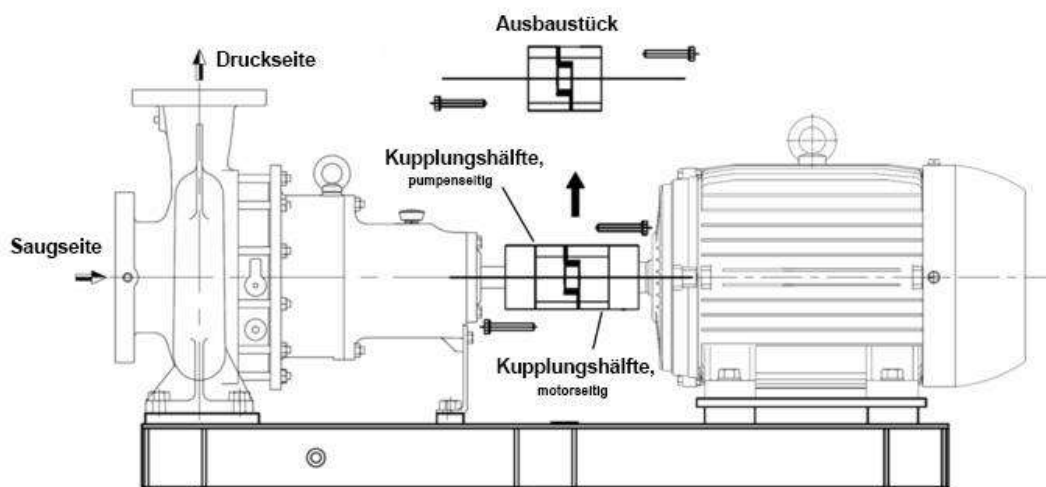 Ausbaustück
Druckseite
Kupplungshälfte,
pumpenseitig
Saugseite
Kupplungshälfte,
motorseitig